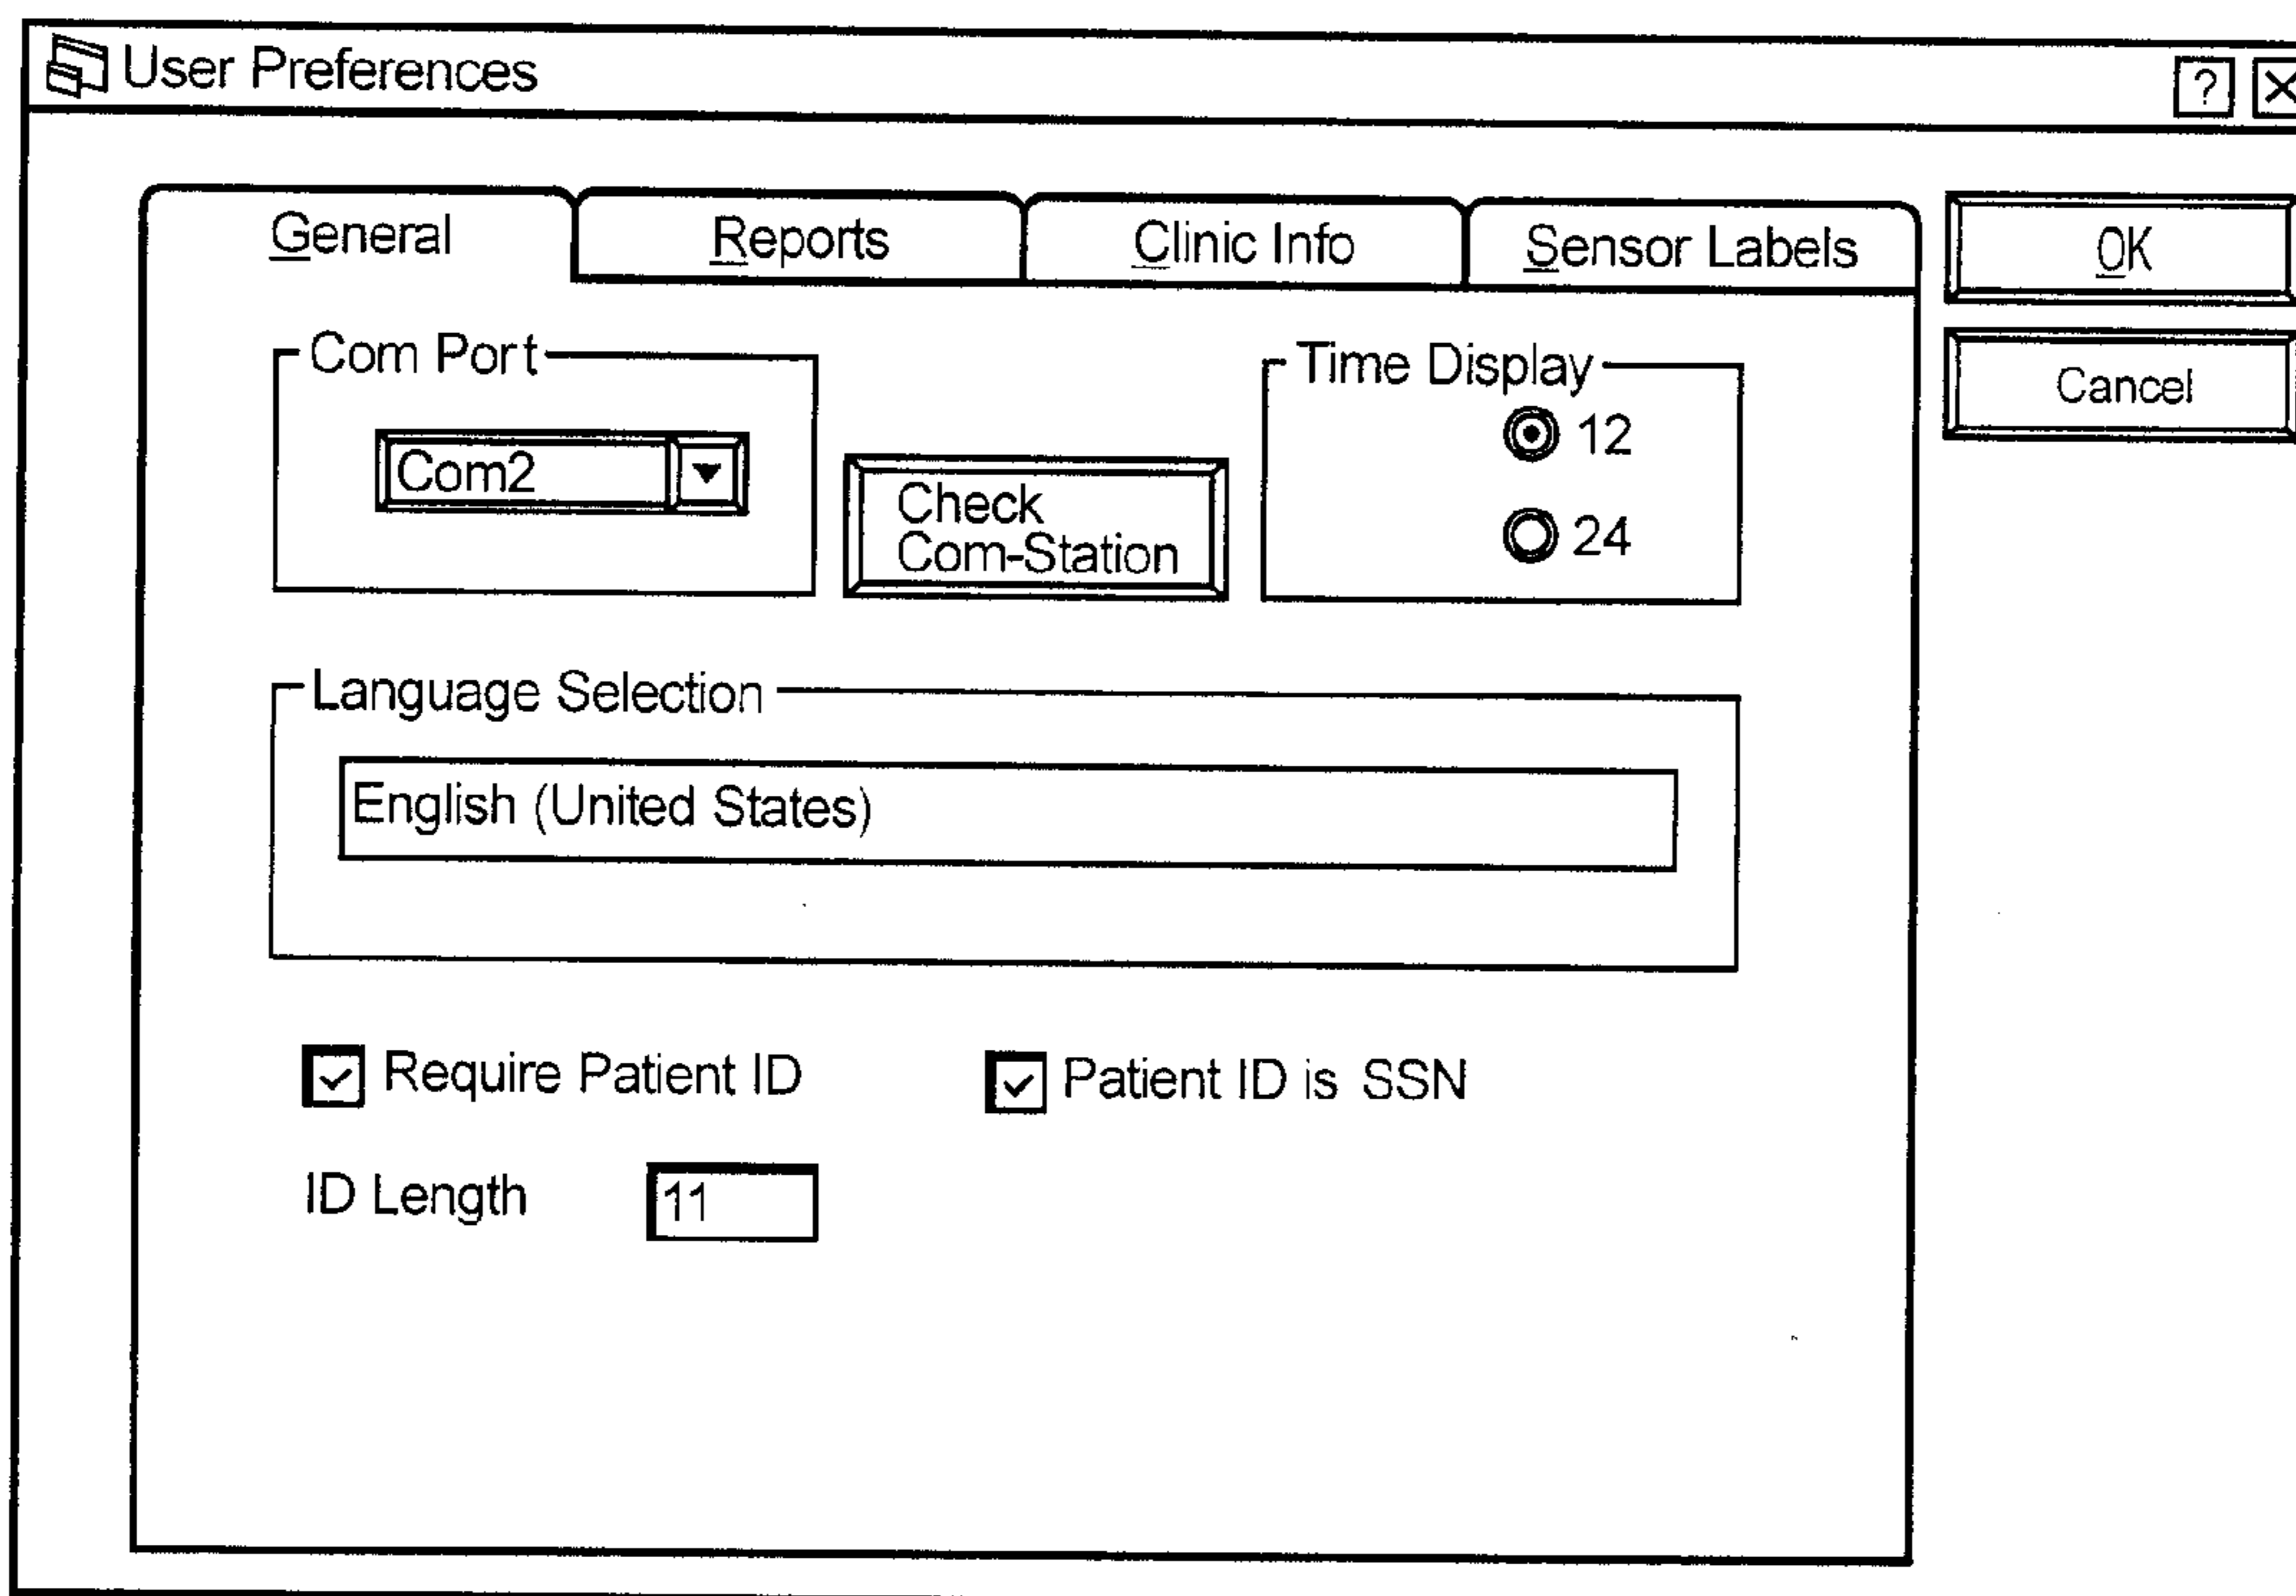 User Preferences ?
General Reports Clinic Info Sensor Labels OK
Com Port Time Display Cancel
Com2 12
Check
Com-Station
24
Language Selection
English (United States)
Require Patient ID Patient ID is SSN
ID Length 11